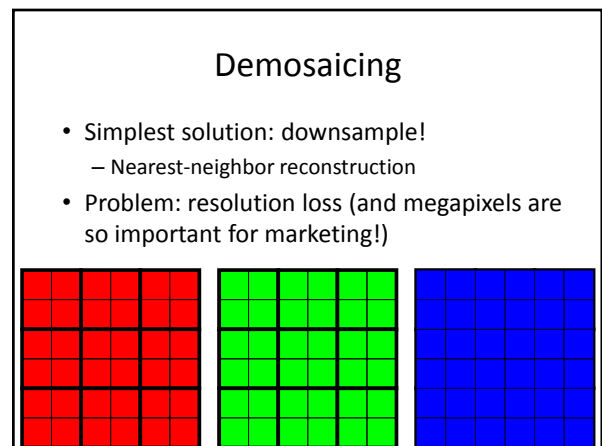 Demosaicing
• Simplest solution: downsample!
– Nearest-neighbor reconstruction
• Problem: resolution loss (and megapixels are
so important for marketing!)